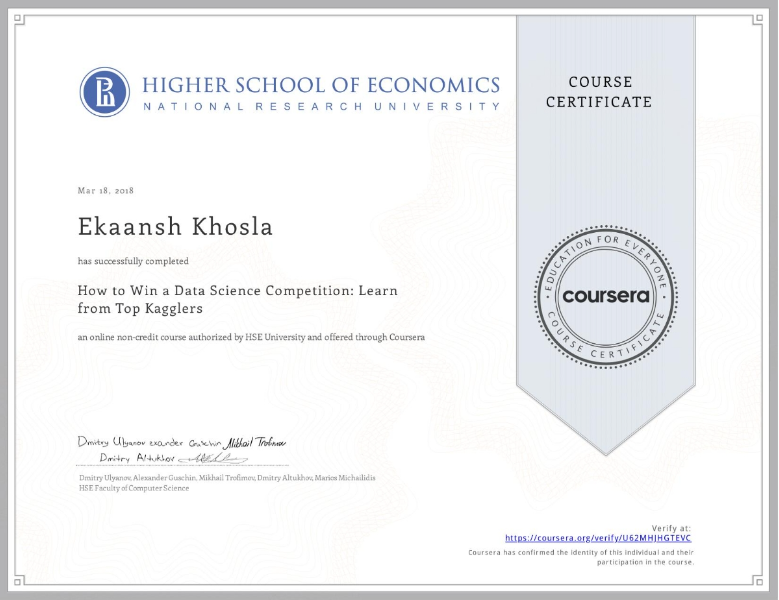 HIGHER SCHOOL OF ECONOMICS
NATIONAL RESEARCH UNIVERSITY
COURSE
CERTIFICATE
Mar 18, 2018
Ekaansh Khosla
has successfully completed
How to Win a Data Science Competition: Learn
from Top Kagglers
an online non-credit course authorized by HSE University and offered through Coursera
EDUCATION FOR EVERYONE
coursera
COURSE CERTIFICATE
Dmitry Ulyanov exander Guschin Mikhail Trofimov
Dmitry Altukhov
Dmitry Ulyanov, Alexander Guschin, Mikhail Trofimov, Dmitry Altukhov, Marios Michailidis
HSE Faculty of Computer Science
Verify at:
https://coursera.org/verify/U62MHJHGTEVC
Coursera has confirmed the identity of this individual and their
participation in the course.